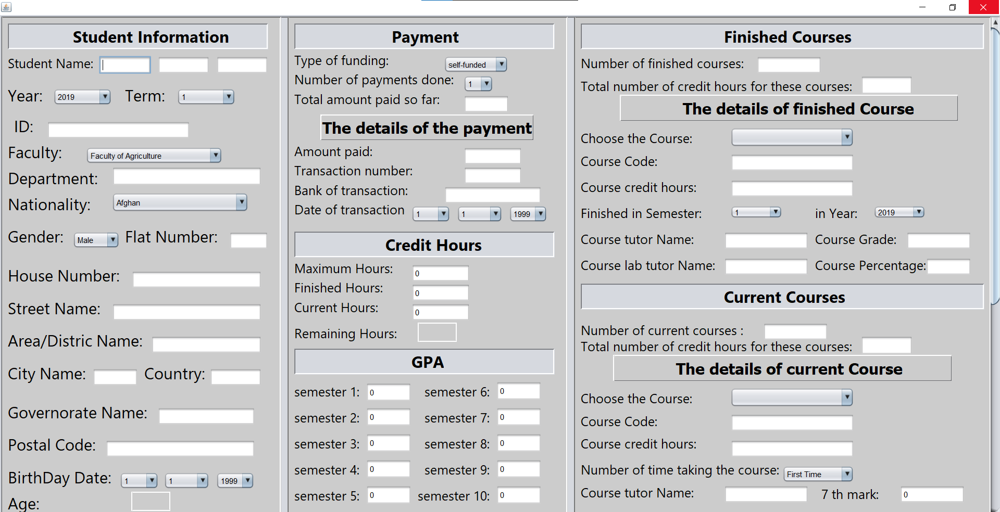 Student Information
Student Name:
Year: 2019 Term: 1
ID:
Faculty: Faculty of Agriculture
Department:
Nationality: Afghan
Gender: Male Flat Number:
House Number:
Street Name:
Area/Distric Name:
City Name: Country:
Governorate Name:
Postal Code:
BirthDay Date: 1 1 1999
Age:
Payment
Type of funding: self-funded
Number of payments done: 1
Total amount paid so far:
The details of the payment
Amount paid:
Transaction number:
Bank of transaction:
Date of transaction 1 1 1999
Credit Hours
Maximum Hours: 0
Finished Hours: 0
Current Hours: 0
Remaining Hours:
GPA
semester 1: 0 semester 6: 0
semester 2: 0 semester 7: 0
semester 3: 0 semester 8: 0
semester 4: 0 semester 9: 0
semester 5: 0 semester 10: 0
Finished Courses
Number of finished courses:
Total number of credit hours for these courses:
The details of finished Course
Choose the Course:
Course Code:
Course credit hours:
Finished in Semester: 1 in Year: 2019
Course tutor Name: Course Grade:
Course lab tutor Name: Course Percentage:
Current Courses
Number of current courses :
Total number of credit hours for these courses:
The details of current Course
Choose the Course:
Course Code:
Course credit hours:
Number of time taking the course: First Time
Course tutor Name: 7 th mark: 0